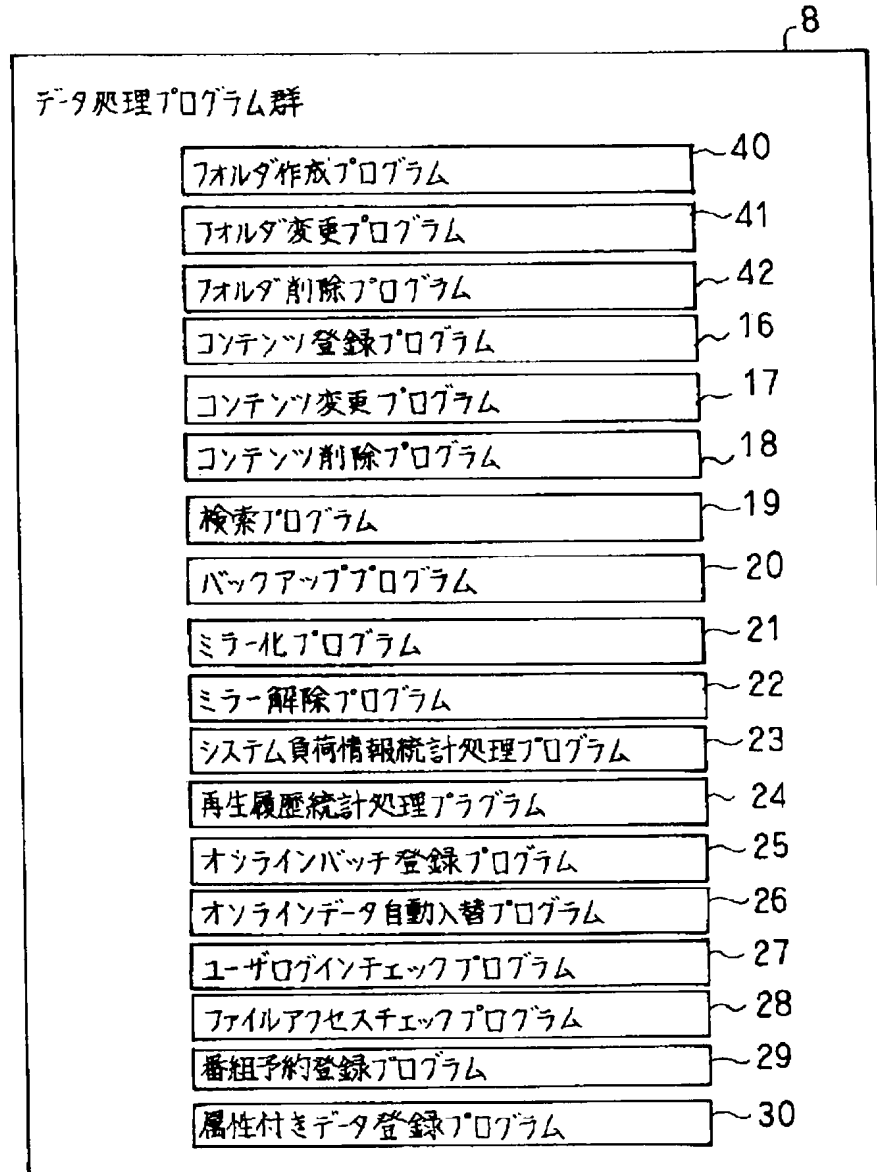 8
データ処理プログラム群
フォルダ作成プログラム 40
フォルダ変更プログラム 41
フォルダ削除プログラム 42
コンテンツ登録プログラム 16
コンテンツ変更プログラム 17
コンテンツ削除プログラム 18
検索プログラム 19
バックアッププログラム 20
ミラー化プログラム 21
ミラー解除プログラム 22
システム負荷情報統計処理プログラム 23
再生履歴統計処理プラグラム 24
オンラインバッチ登録プログラム 25
オンラインデータ自動入替プログラム 26
ユーザログインチェックプログラム 27
ファイルアクセスチェックプログラム 28
番組予約登録プログラム 29
属性付きデータ登録プログラム 30